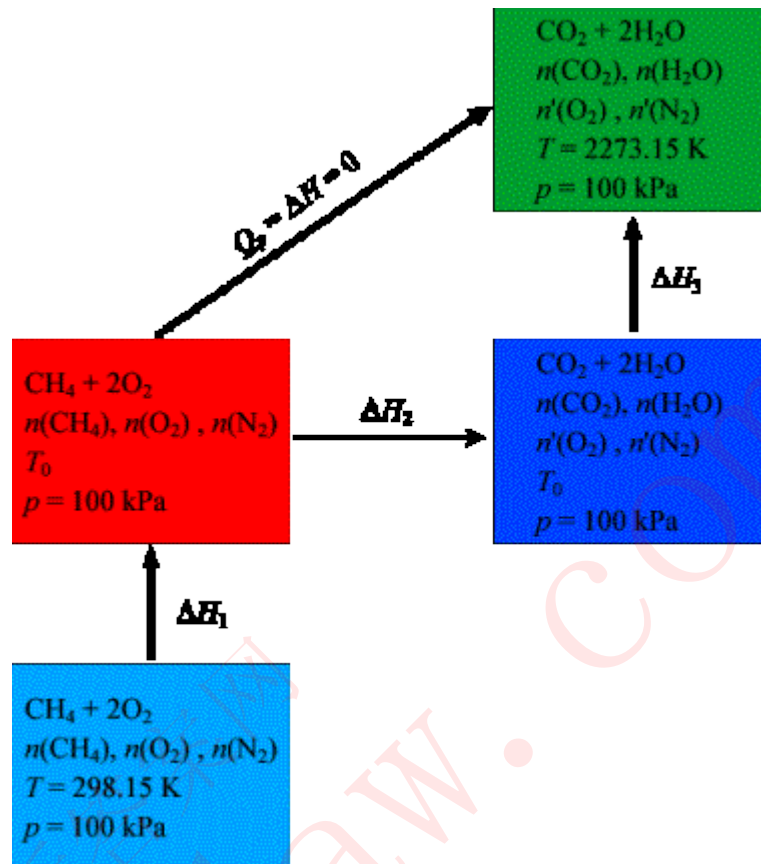 CO₂ + 2H₂O
n(CO₂), n(H₂O)
n'(O₂) , n'(N₂)
T = 2273.15 K
p = 100 kPa
Qₚ = ΔH = 0
ΔH₃
CH₄ + 2O₂
n(CH₄), n(O₂) , n(N₂)
T₀
p = 100 kPa
ΔH₂
CO₂ + 2H₂O
n(CO₂), n(H₂O)
n'(O₂) , n'(N₂)
T₀
p = 100 kPa
ΔH₁
CH₄ + 2O₂
n(CH₄), n(O₂) , n(N₂)
T = 298.15 K
p = 100 kPa